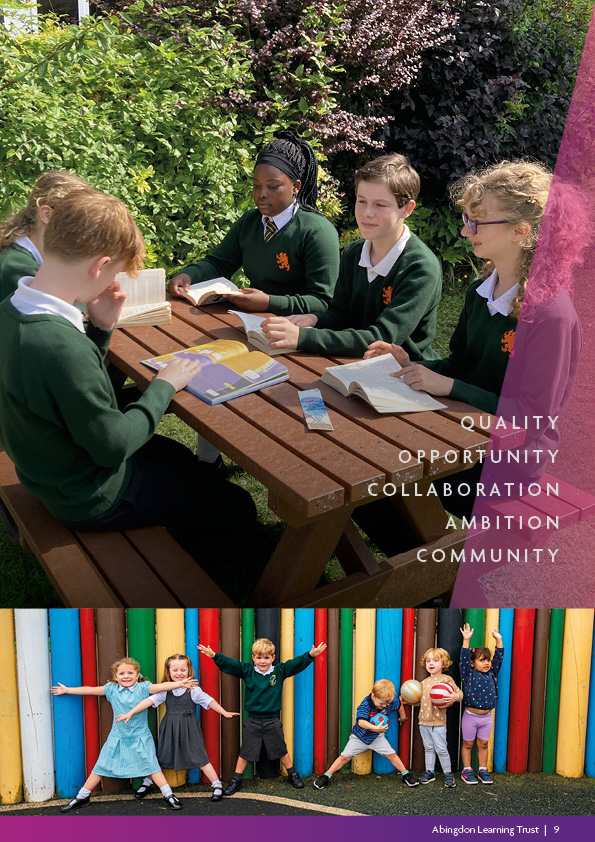 QUALITY
OPPORTUNITY
COLLABORATION
AMBITION
COMMUNITY
Abingdon Learning Trust | 9